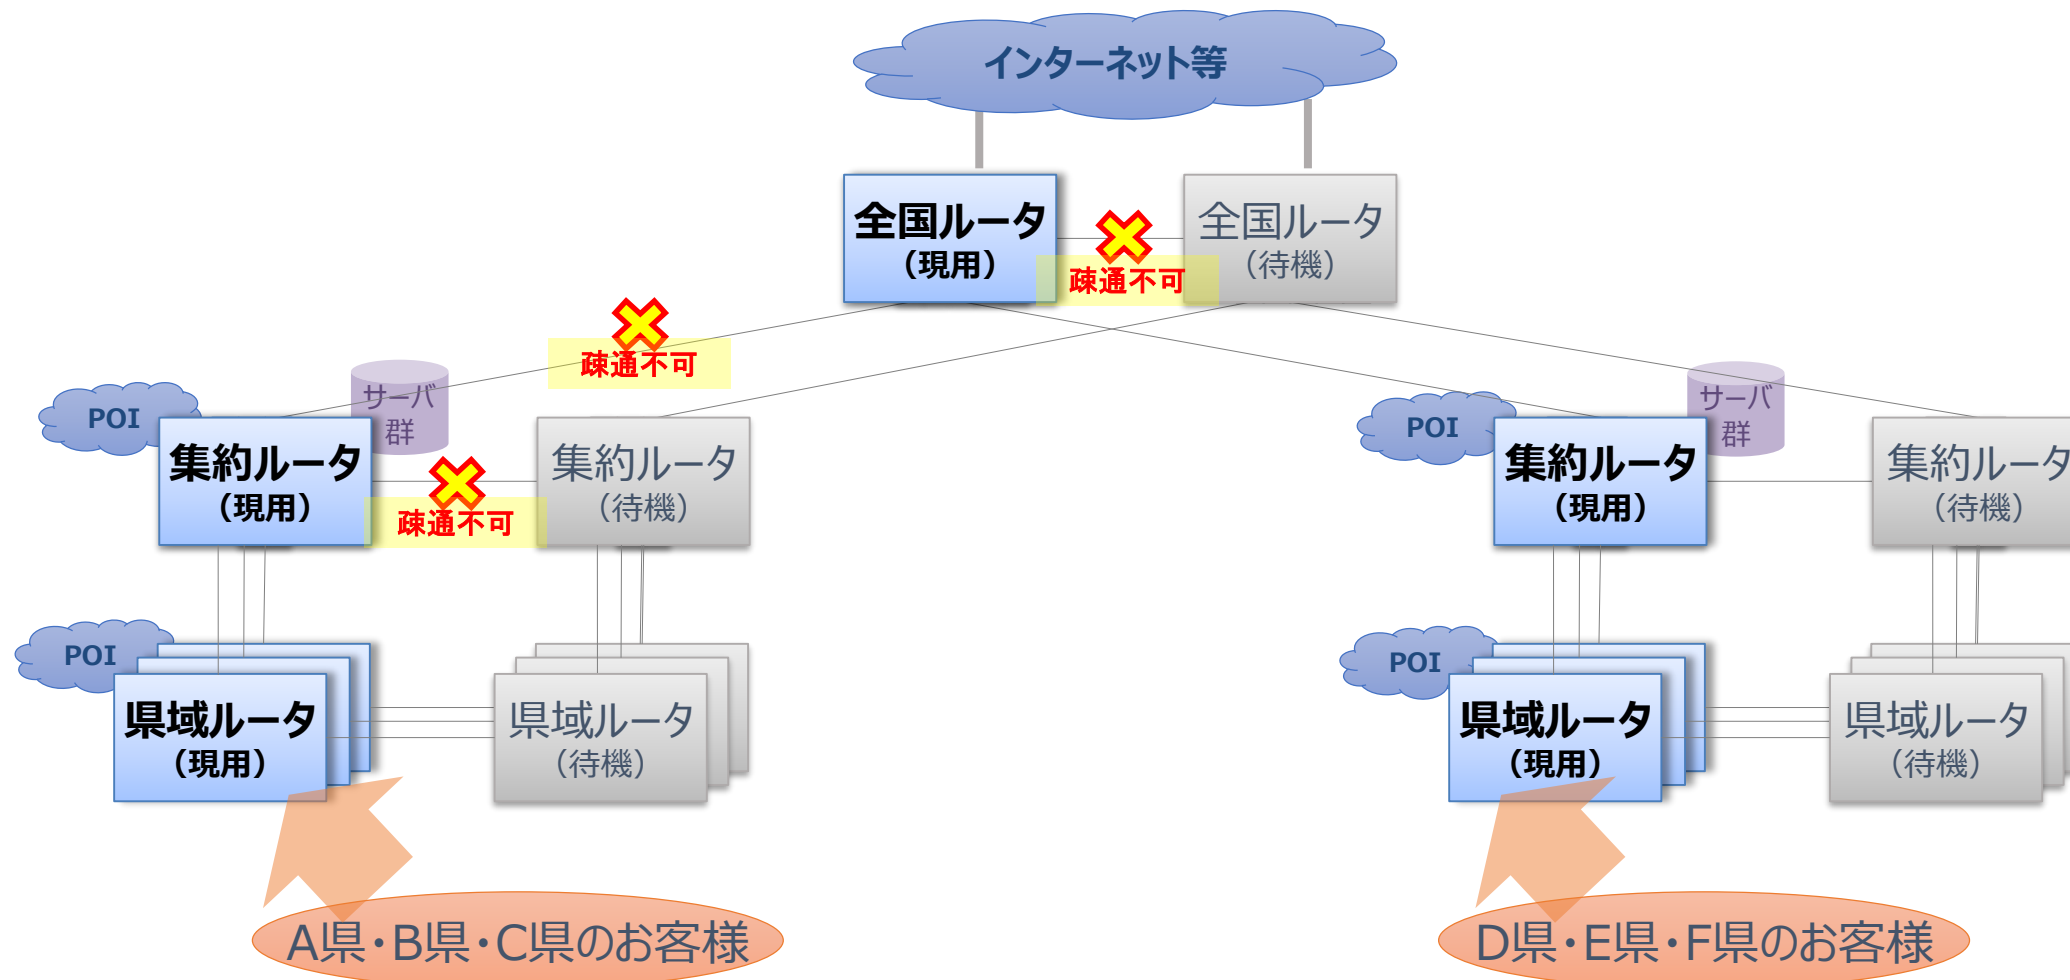 インターネット等
全国ルータ
（現用）
疎通不可
全国ルータ
（待機）
疎通不可
POI
サーバ
群
集約ルータ
（現用）
疎通不可
集約ルータ
（待機）
POI
サーバ
群
集約ルータ
（現用）
集約ルータ
（待機）
POI
県域ルータ
（現用）
県域ルータ
（待機）
POI
県域ルータ
（現用）
県域ルータ
（待機）
A県・B県・C県のお客様
D県・E県・F県のお客様